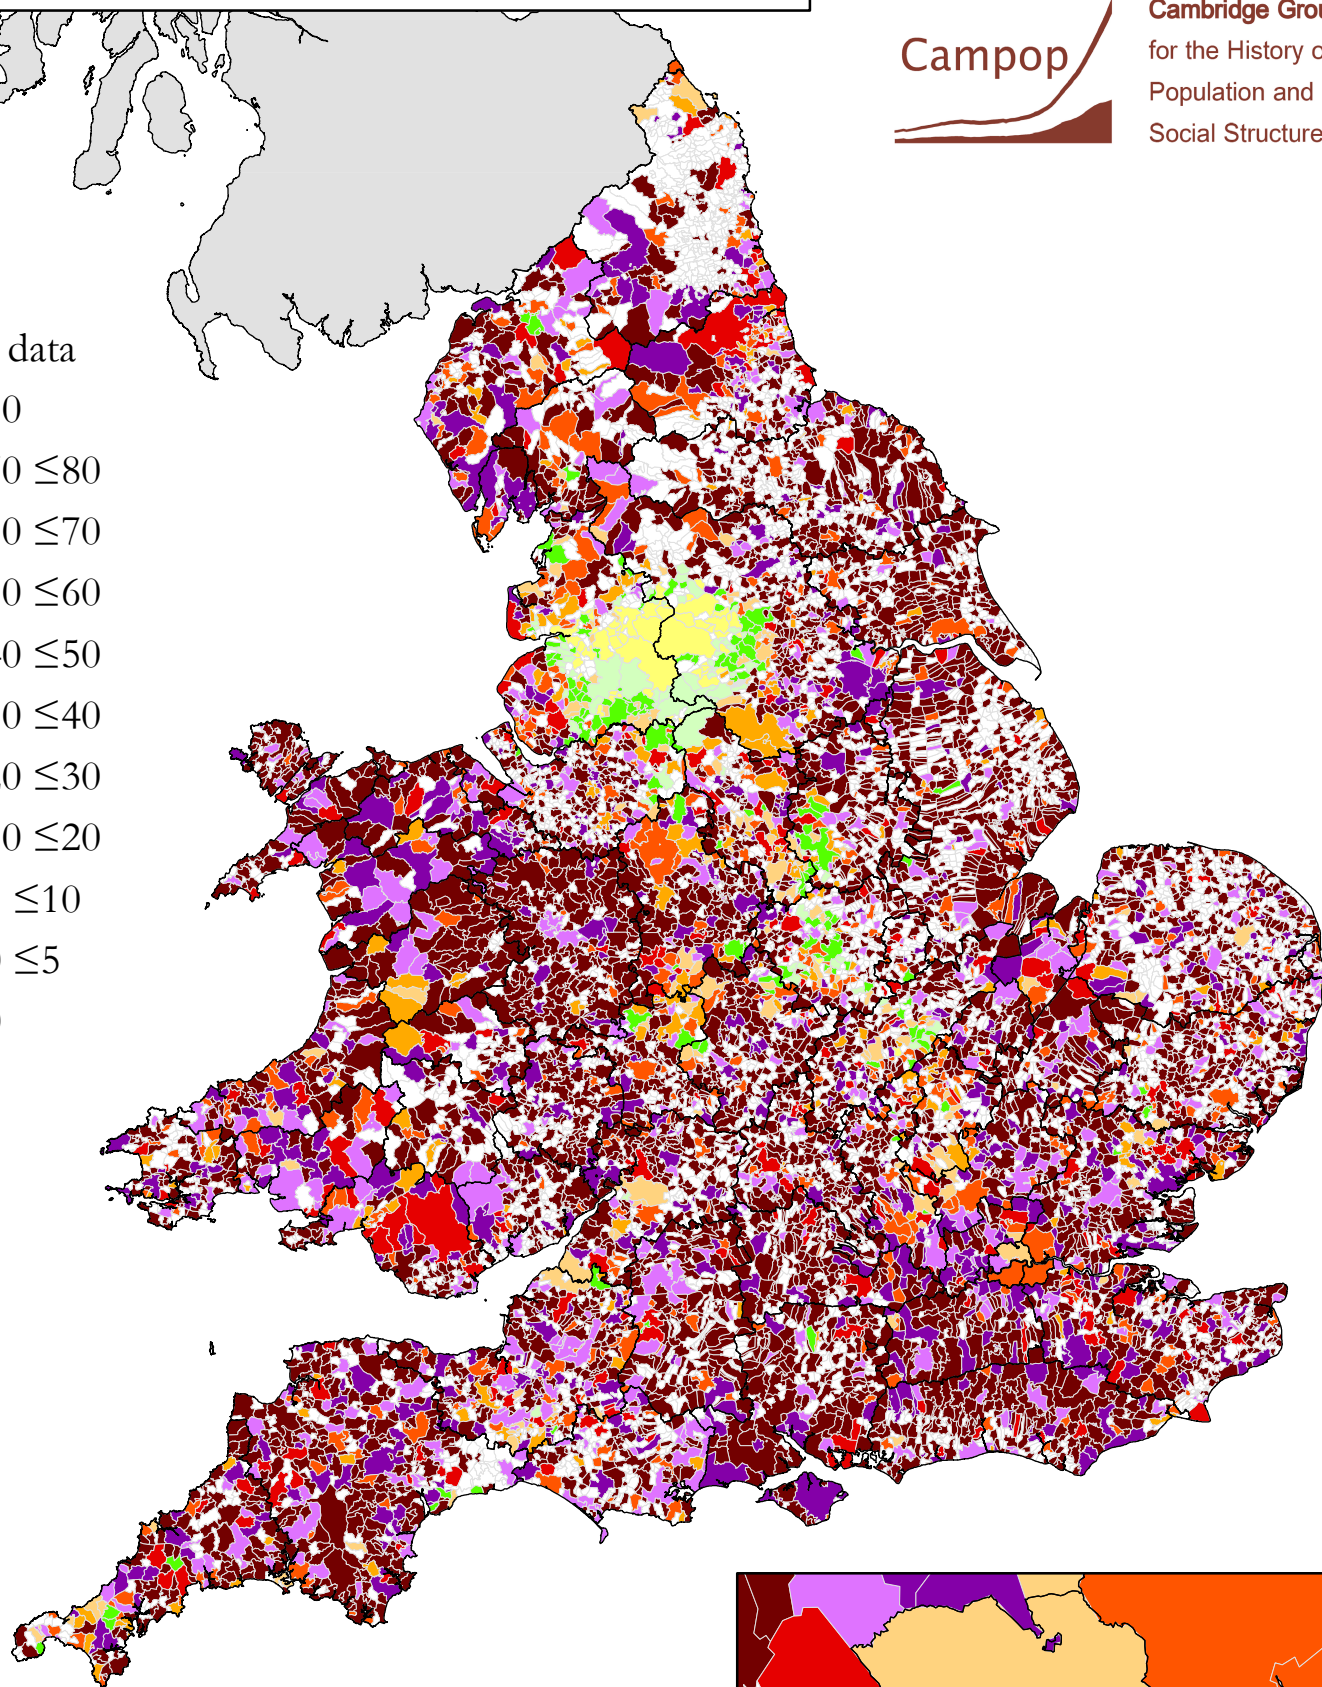 Campop
Cambridge Grou
for the History o
Population and
Social Structure
data
0
0 ≤80
0 ≤70
0 ≤60
0 ≤50
0 ≤40
0 ≤30
0 ≤20
≤10
≤5